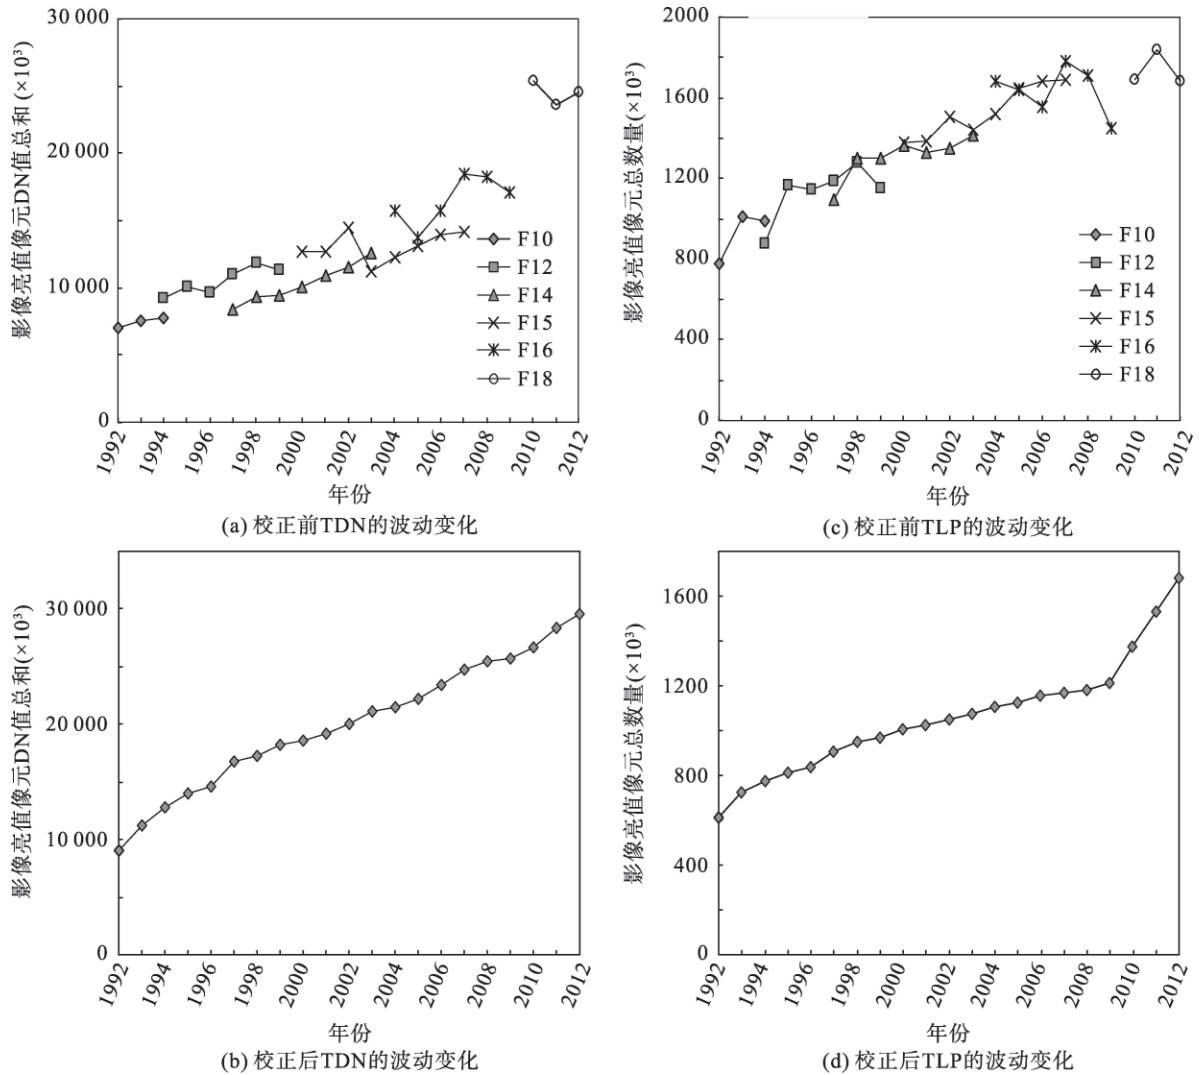 影像亮值像元DN值总和 (×10³)
30 000
20 000
10 000
0
F10
F12
F14
F15
F16
F18
1992
1994
1996
1998
2000
2002
2004
2006
2008
2010
2012
年份
(a) 校正前TDN的波动变化
影像亮值像元总数量(×10³)
2000
1600
1200
800
400
0
F10
F12
F14
F15
F16
F18
1992
1994
1996
1998
2000
2002
2004
2006
2008
2010
2012
年份
(c) 校正前TLP的波动变化
影像亮值像元DN值总和(×10³)
30 000
20 000
10 000
0
1992
1994
1996
1998
2000
2002
2004
2006
2008
2010
2012
年份
(b) 校正后TDN的波动变化
影像亮值像元总数量(×10³)
1600
1200
800
400
0
1992
1994
1996
1998
2000
2002
2004
2006
2008
2010
2012
年份
(d) 校正后TLP的波动变化